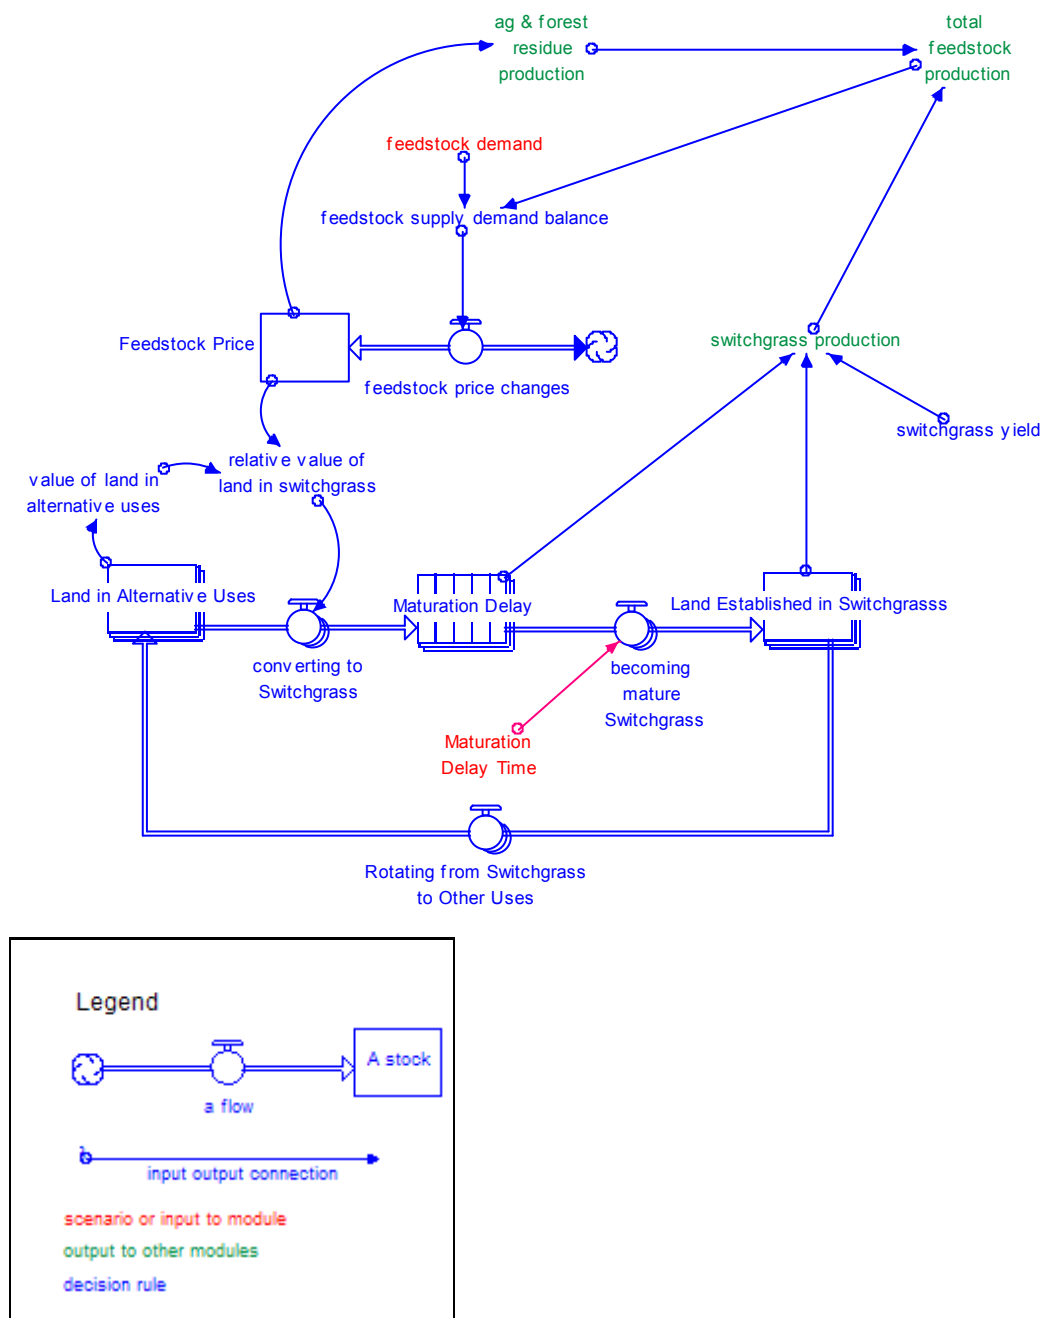 ag & forest
residue
production
total
feedstock
production
feedstock demand
feedstock supply demand balance
Feedstock Price
feedstock price changes
switchgrass production
switchgrass yield
relative value of
land in switchgrass
value of land in
alternative uses
Land in Alternative Uses
Maturation Delay
Land Established in Switchgrasss
converting to
Switchgrass
becoming
mature
Switchgrass
Maturation
Delay Time
Rotating from Switchgrass
to Other Uses
Legend
A stock
a flow
input output connection
scenario or input to module
output to other modules
decision rule